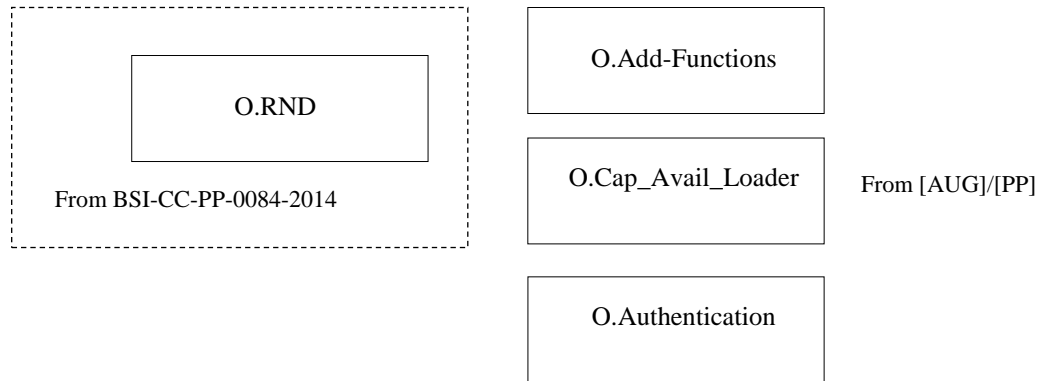 O.RND
From BSI-CC-PP-0084-2014
O.Add-Functions
O.Cap_Avail_Loader
From [AUG]/[PP]
O.Authentication